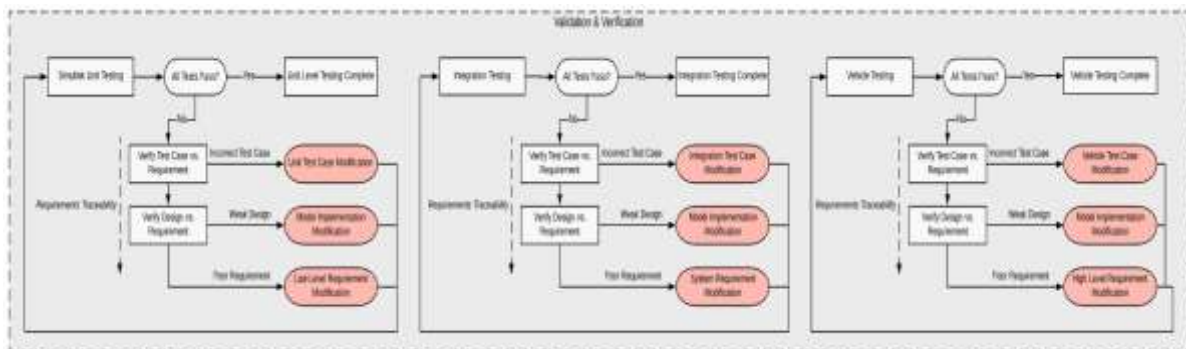 Validation & Verification
Simulink Unit Testing
All Tests Pass?
Yes
Unit Level Testing Complete
No
Verify Test Case vs.
Requirement
Incorrect Test Case
Unit Test Case Modification
Requirements Traceability
Verify Design vs.
Requirement
Weak Design
Model Implementation
Modification
Poor Requirement
Low Level Requirement
Modification
Integration Testing
All Tests Pass?
Yes
Integration Testing Complete
No
Verify Test Case vs.
Requirement
Incorrect Test Case
Integration Test Case
Modification
Requirements Traceability
Verify Design vs.
Requirement
Weak Design
Model Implementation
Modification
Poor Requirement
System Requirement
Modification
Vehicle Testing
All Tests Pass?
Yes
Vehicle Testing Complete
No
Verify Test Case vs.
Requirement
Incorrect Test Case
Vehicle Test Case
Modification
Requirements Traceability
Verify Design vs.
Requirement
Weak Design
Model Implementation
Modification
Poor Requirement
High Level Requirement
Modification